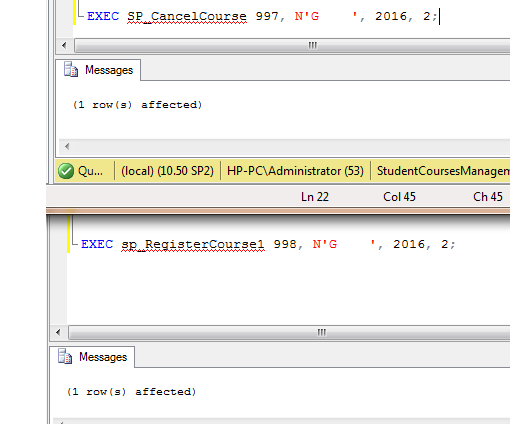 EXEC SP_CancelCourse 997, N'G    ', 2016, 2;
Messages
(1 row(s) affected)
Qu... (local) (10.50 SP2) HP-PC\Administrator (53) StudentCoursesManagem
Ln 22 Col 45 Ch 45
EXEC sp_RegisterCourse1 998, N'G    ', 2016, 2;
Messages
(1 row(s) affected)